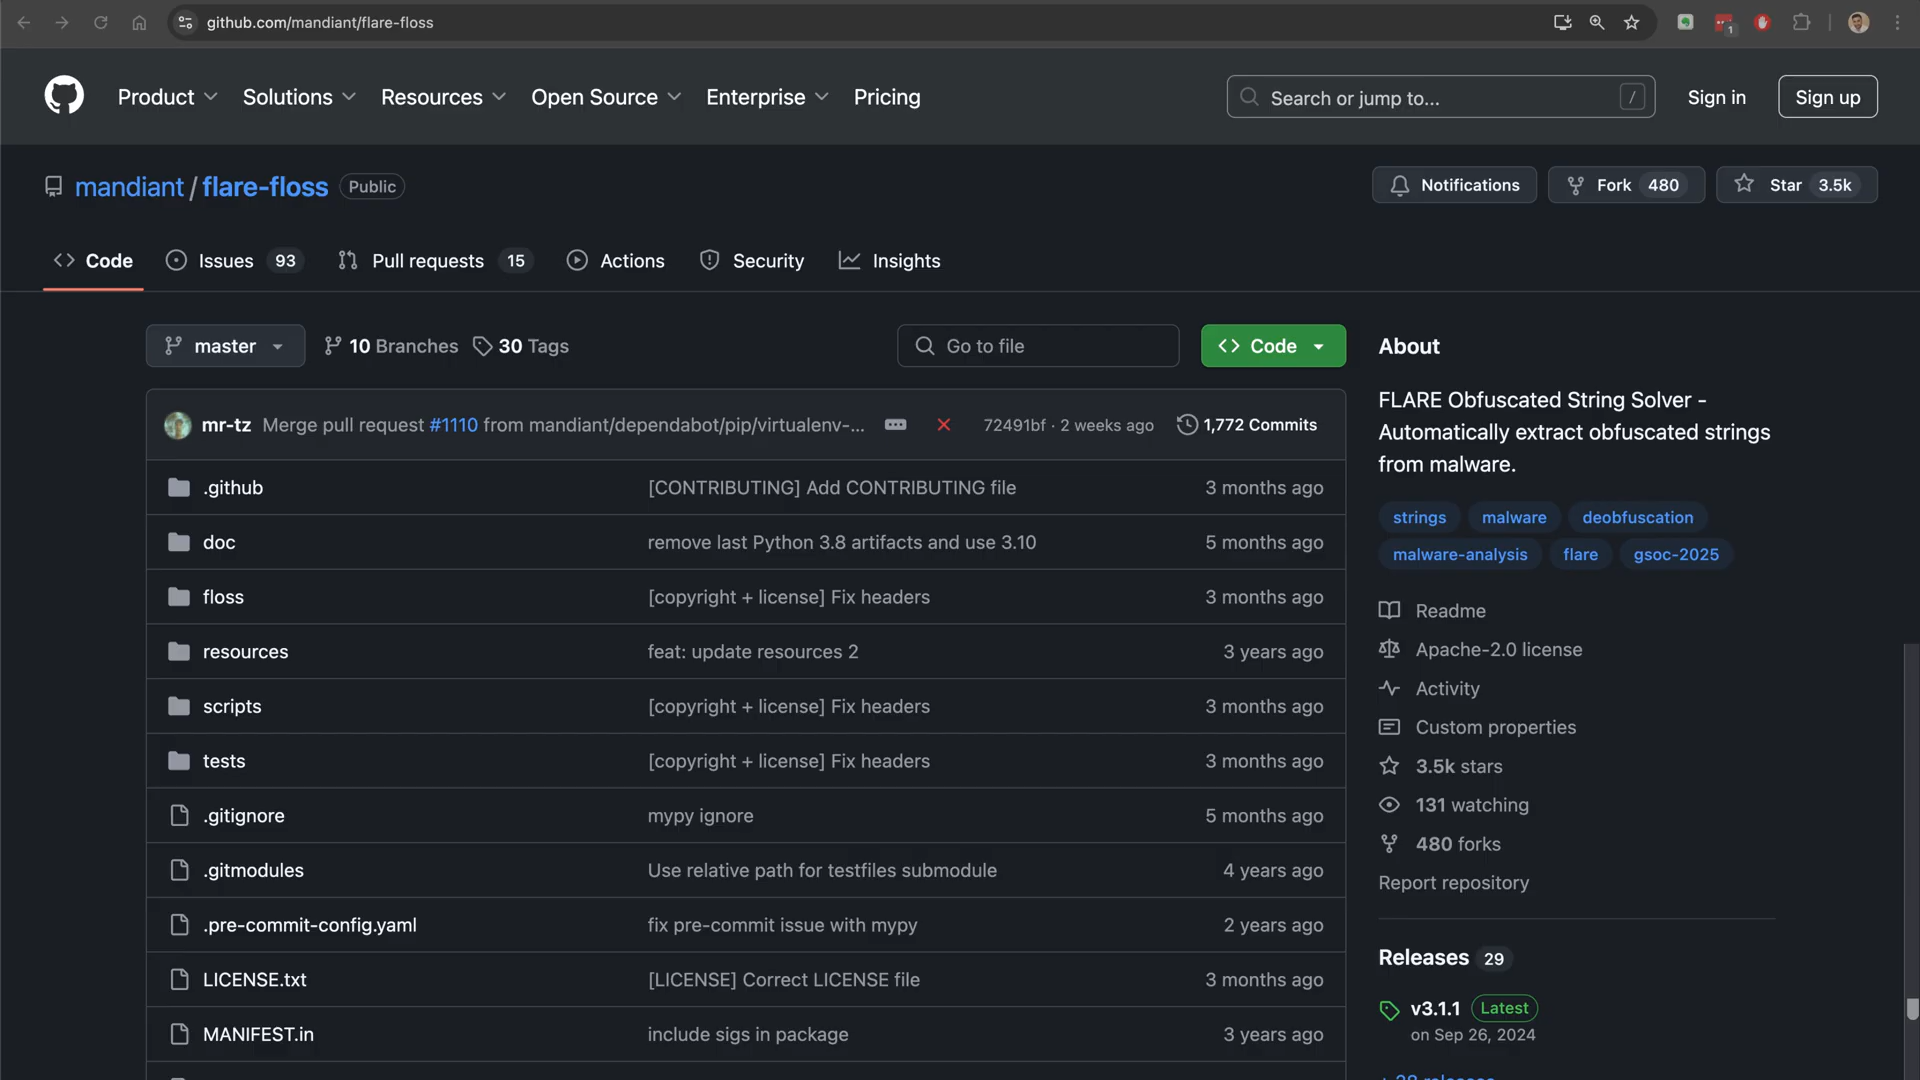 github.com/mandiant/flare-floss
1
Product Solutions Resources Open Source Enterprise Pricing
Search or jump to... /
Sign in
Sign up
mandiant / flare-floss Public
Notifications
Fork 480
Star 3.5k
Code
Issues 93
Pull requests 15
Actions
Security
Insights
master
10 Branches
30 Tags
Go to file
Code
mr-tz Merge pull request #1110 from mandiant/dependabot/pip/virtualenv-... 72491bf · 2 weeks ago 1,772 Commits
.github [CONTRIBUTING] Add CONTRIBUTING file 3 months ago
doc remove last Python 3.8 artifacts and use 3.10 5 months ago
floss [copyright + license] Fix headers 3 months ago
resources feat: update resources 2 3 years ago
scripts [copyright + license] Fix headers 3 months ago
tests [copyright + license] Fix headers 3 months ago
.gitignore mypy ignore 5 months ago
.gitmodules Use relative path for testfiles submodule 4 years ago
.pre-commit-config.yaml fix pre-commit issue with mypy 2 years ago
LICENSE.txt [LICENSE] Correct LICENSE file 3 months ago
MANIFEST.in include sigs in package 3 years ago
About
FLARE Obfuscated String Solver -
Automatically extract obfuscated strings
from malware.
strings malware deobfuscation
malware-analysis flare gsoc-2025
Readme
Apache-2.0 license
Activity
Custom properties
3.5k stars
131 watching
480 forks
Report repository
Releases 29
v3.1.1 Latest
on Sep 26, 2024